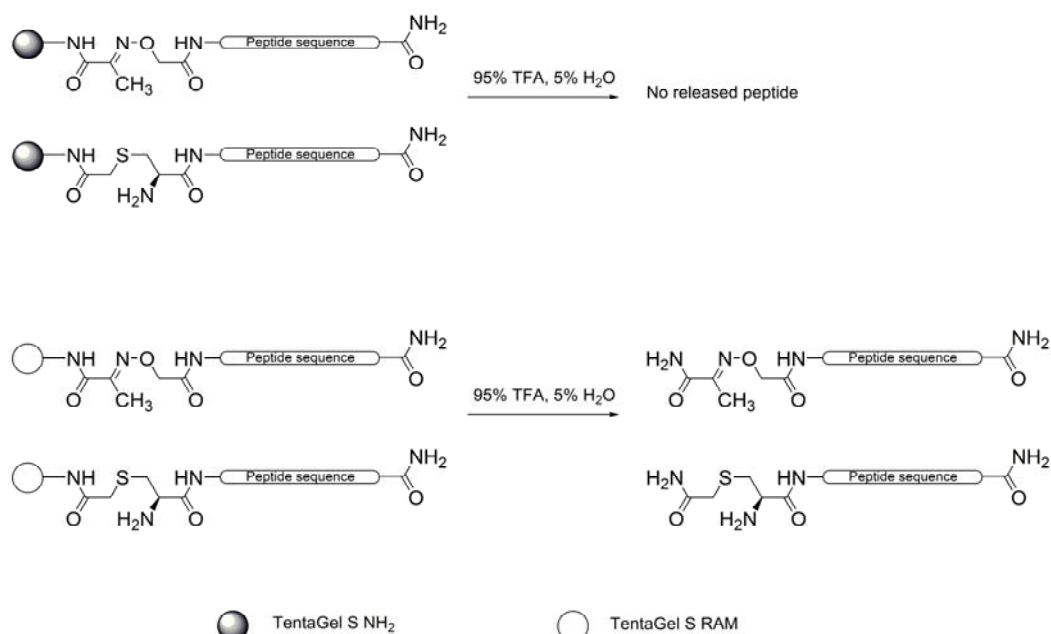 NH N O HN Peptide sequence NH2
O CH3 O O
95% TFA, 5% H2O
No released peptide
NH S HN Peptide sequence NH2
O H2N O O
NH N O HN Peptide sequence NH2
O CH3 O O
95% TFA, 5% H2O
H2N N O HN Peptide sequence NH2
O CH3 O O
NH S HN Peptide sequence NH2
O H2N O O
H2N S HN Peptide sequence NH2
O H2N O O
TentaGel S NH2
TentaGel S RAM